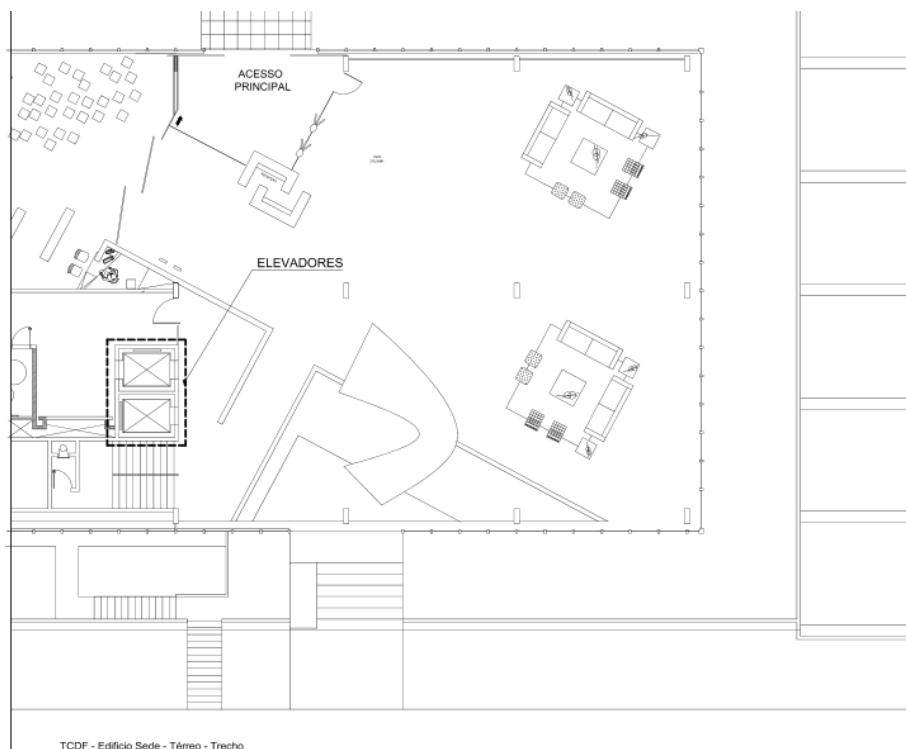 ACESSO
PRINCIPAL
ELEVADORES
TCDF - Edifício Sede - Térreo - Trecho